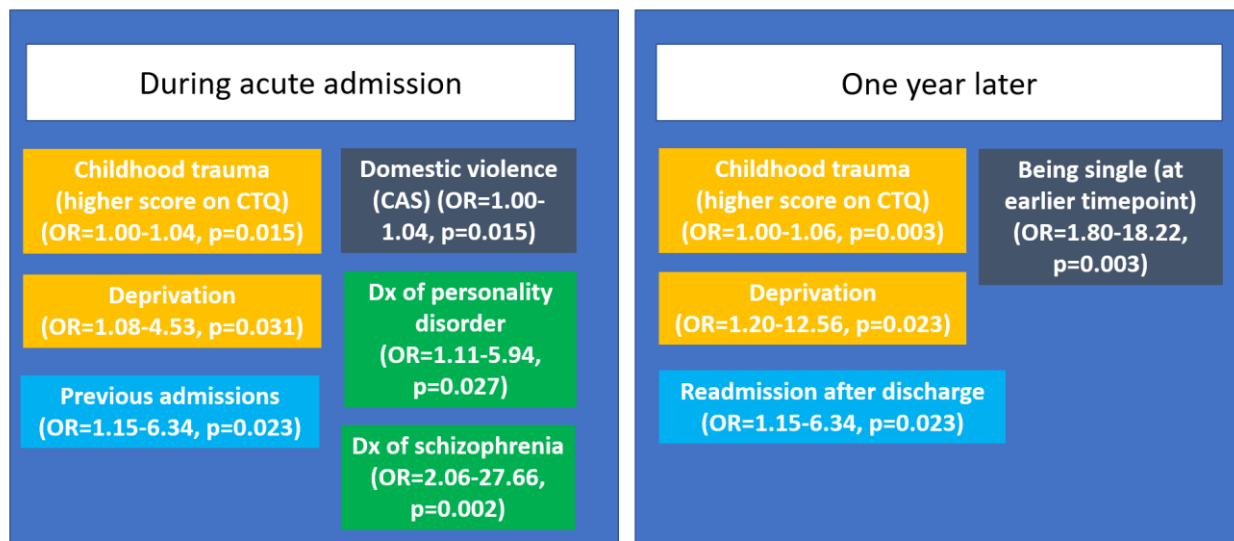 During acute admission
Childhood trauma
(higher score on CTQ)
(OR=1.00-1.04, p=0.015)
Deprivation
(OR=1.08-4.53, p=0.031)
Previous admissions
(OR=1.15-6.34, p=0.023)
Domestic violence
(CAS) (OR=1.00-
1.04, p=0.015)
Dx of personality
disorder
(OR=1.11-5.94,
p=0.027)
Dx of schizophrenia
(OR=2.06-27.66,
p=0.002)
One year later
Childhood trauma
(higher score on CTQ)
(OR=1.00-1.06, p=0.003)
Deprivation
(OR=1.20-12.56, p=0.023)
Readmission after discharge
(OR=1.15-6.34, p=0.023)
Being single (at
earlier timepoint)
(OR=1.80-18.22,
p=0.003)